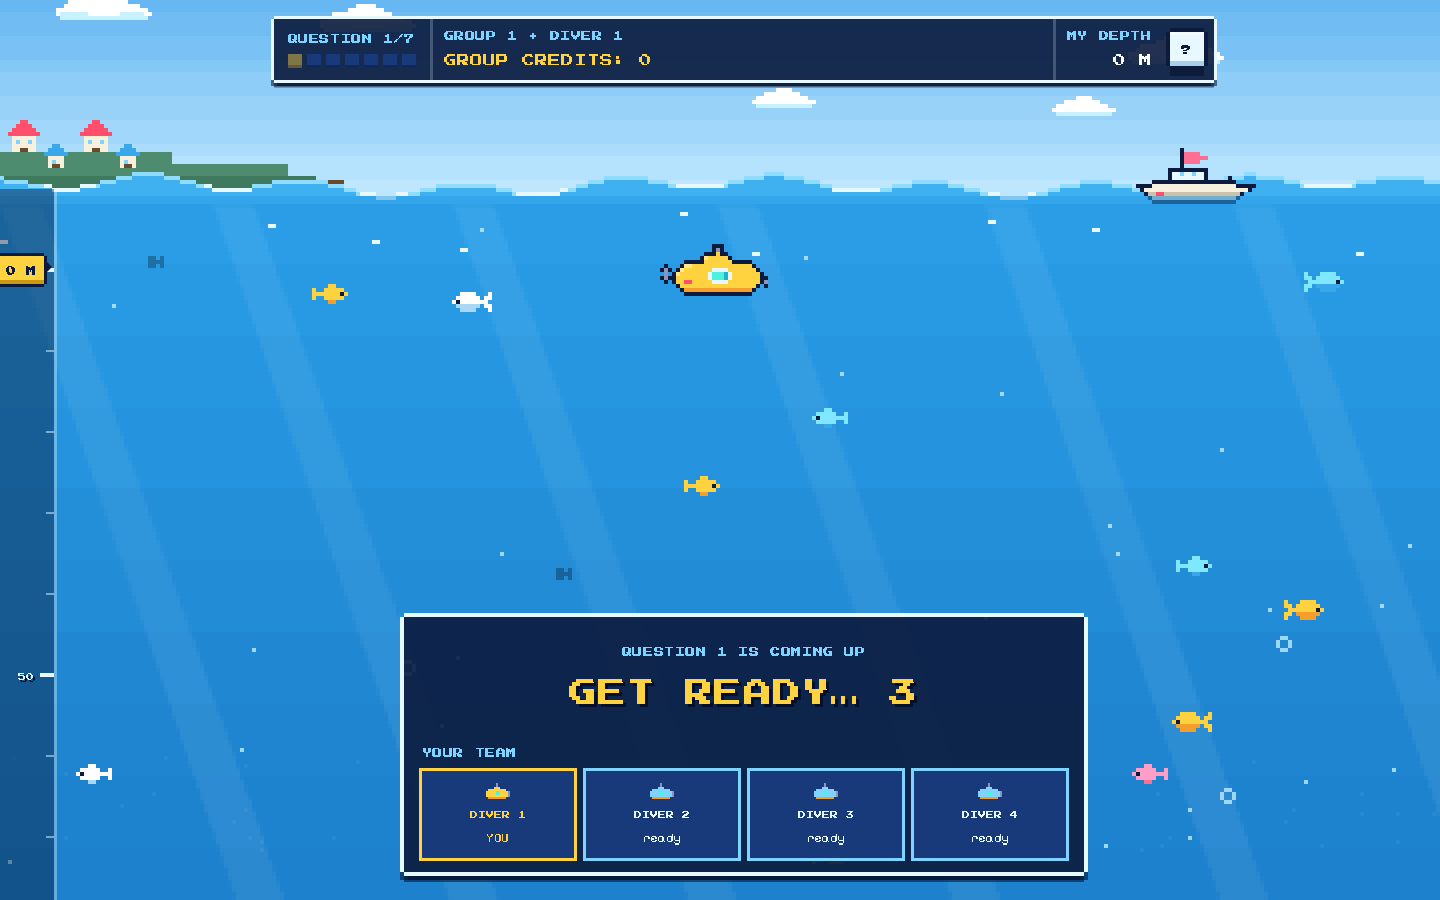 QUESTION 1/7
GROUP 1 + DIVER 1
GROUP CREDITS: 0
MY DEPTH
0 M
?
0 M
50
QUESTION 1 IS COMING UP
GET READY... 3
YOUR TEAM
DIVER 1
YOU
DIVER 2
ready
DIVER 3
ready
DIVER 4
ready